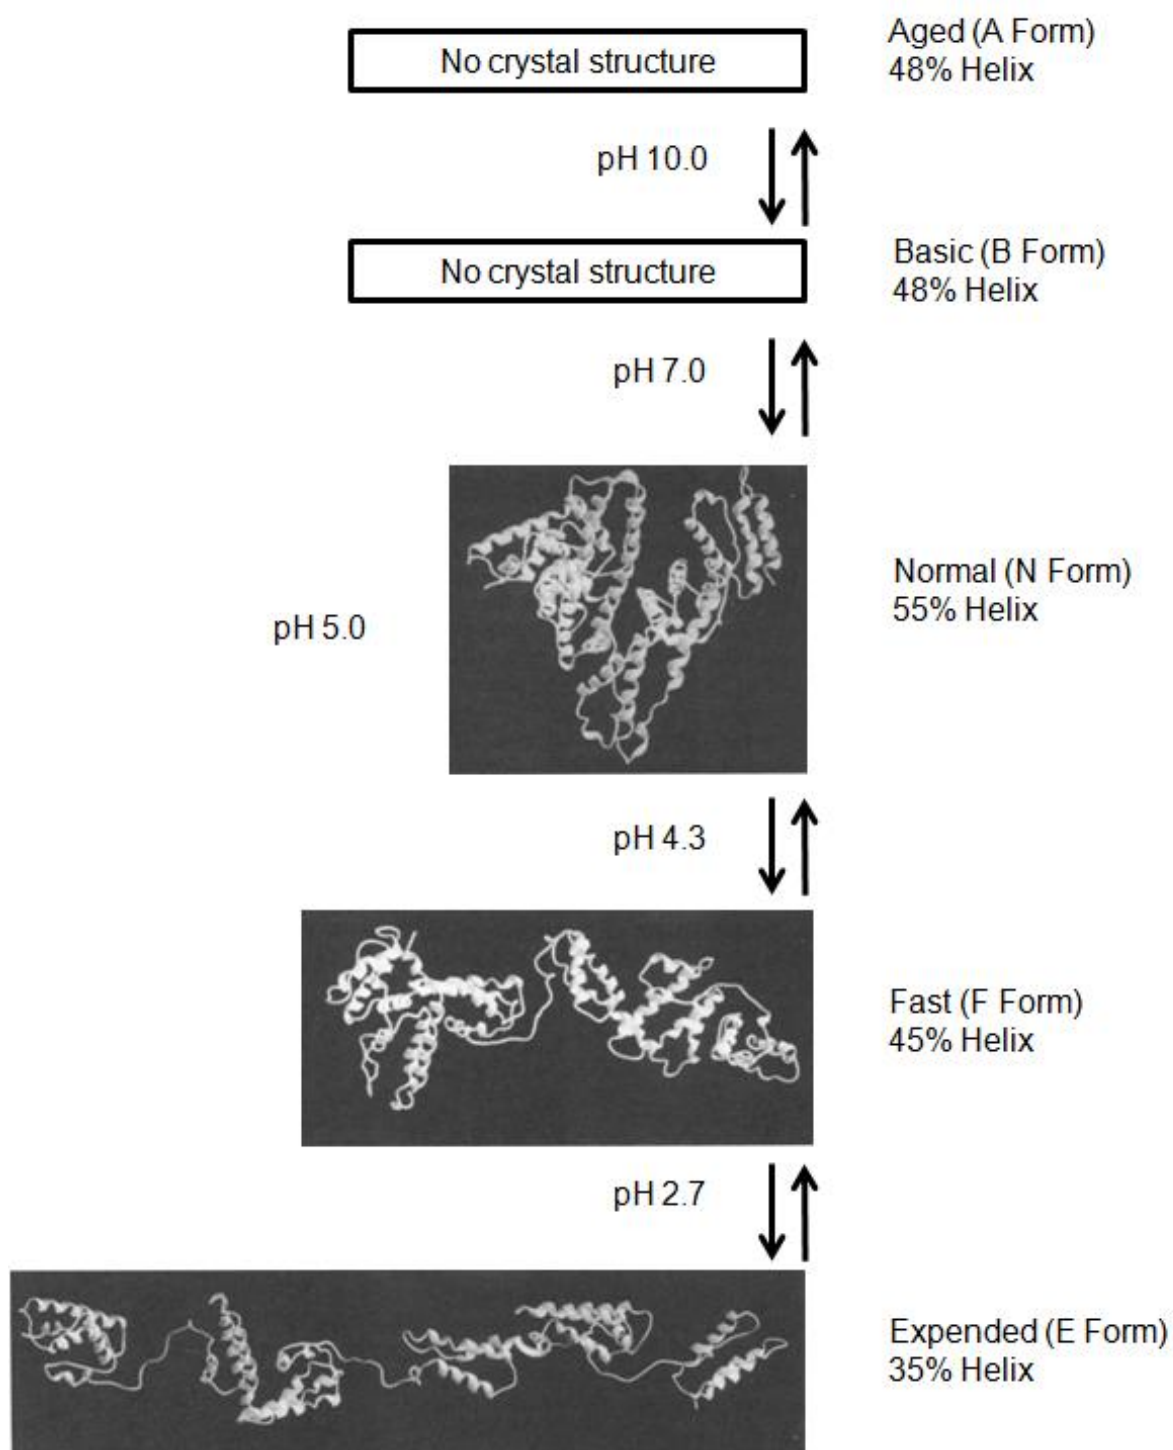 No crystal structure
Aged (A Form)
48% Helix
pH 10.0
No crystal structure
Basic (B Form)
48% Helix
pH 7.0
Normal (N Form)
55% Helix
pH 5.0
pH 4.3
Fast (F Form)
45% Helix
pH 2.7
Expended (E Form)
35% Helix